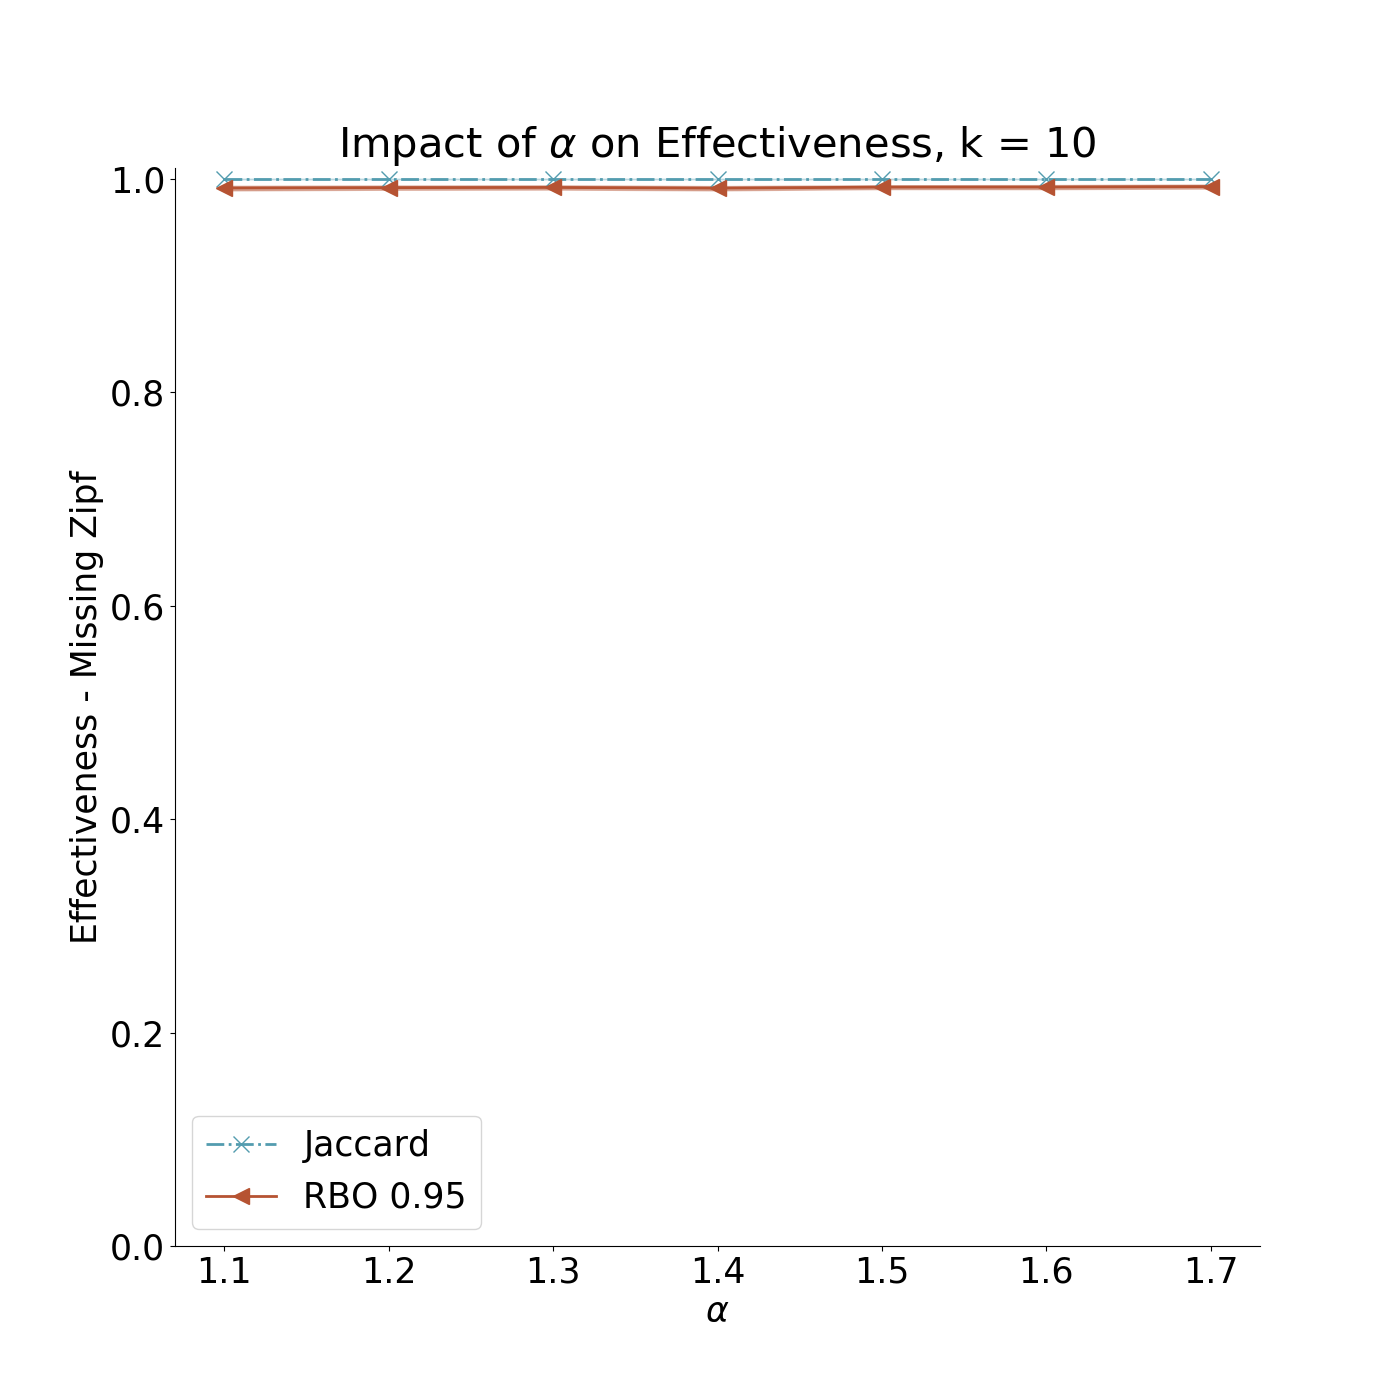 Impact of α on Effectiveness, k = 10
Effectiveness - Missing Zipf
1.0
0.8
0.6
0.4
0.2
0.0
Jaccard
RBO 0.95
1.1 1.2 1.3 1.4 1.5 1.6 1.7
α